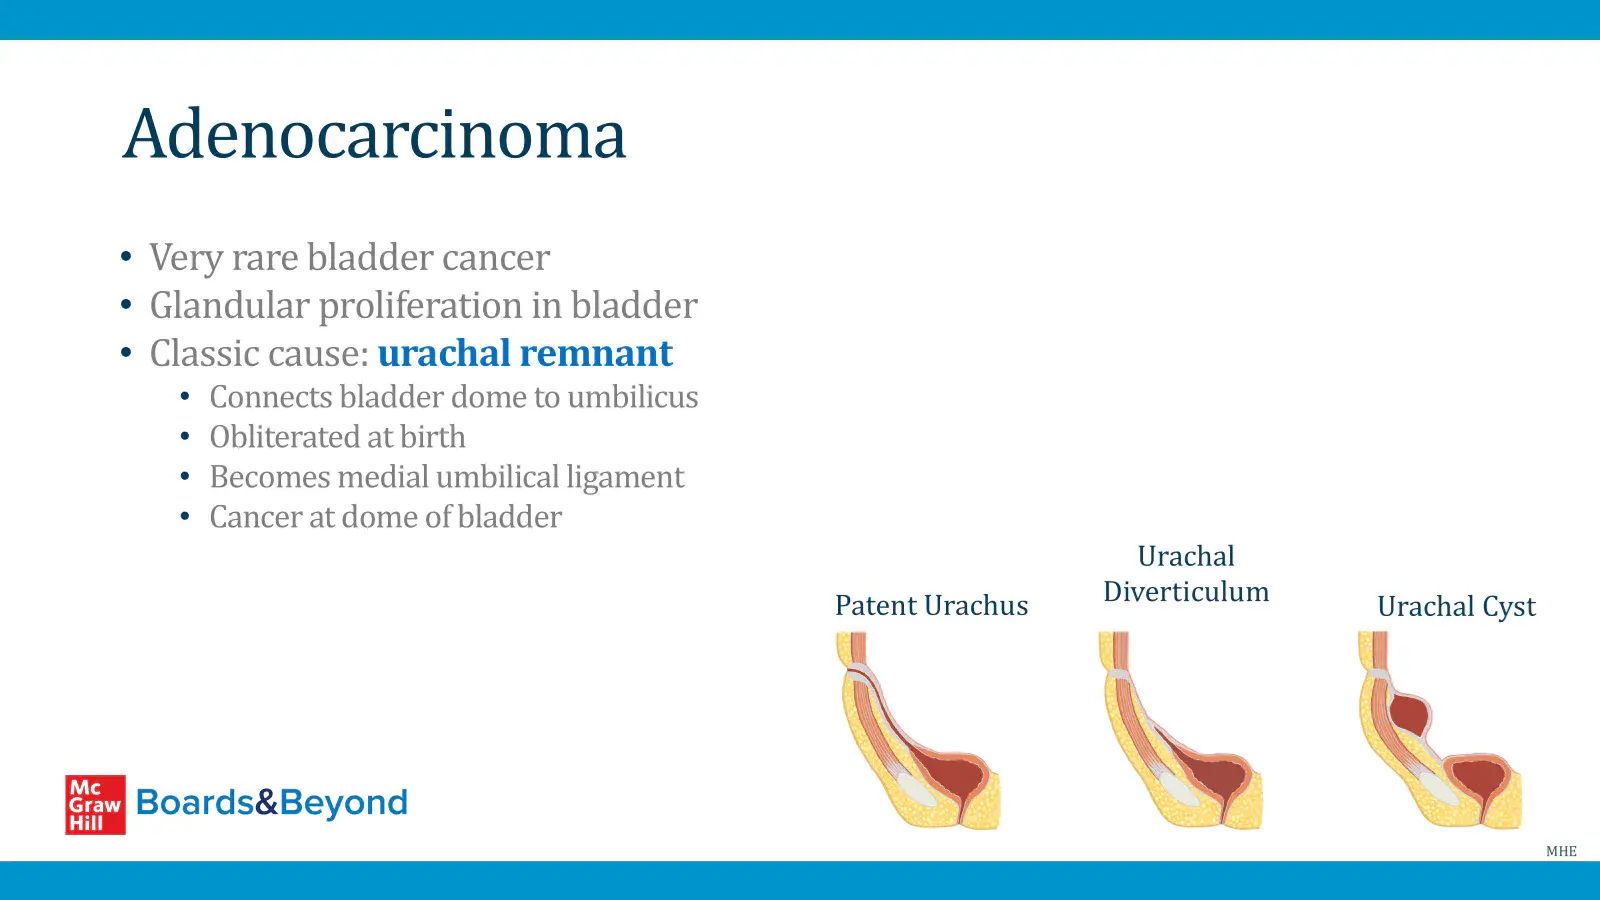 Adenocarcinoma
• Very rare bladder cancer
• Glandular proliferation in bladder
• Classic cause: urachal remnant
• Connects bladder dome to umbilicus
• Obliterated at birth
• Becomes medial umbilical ligament
• Cancer at dome of bladder
Patent Urachus
Urachal
Diverticulum
Urachal Cyst
Mc
Graw
Hill
Boards&Beyond
MHE